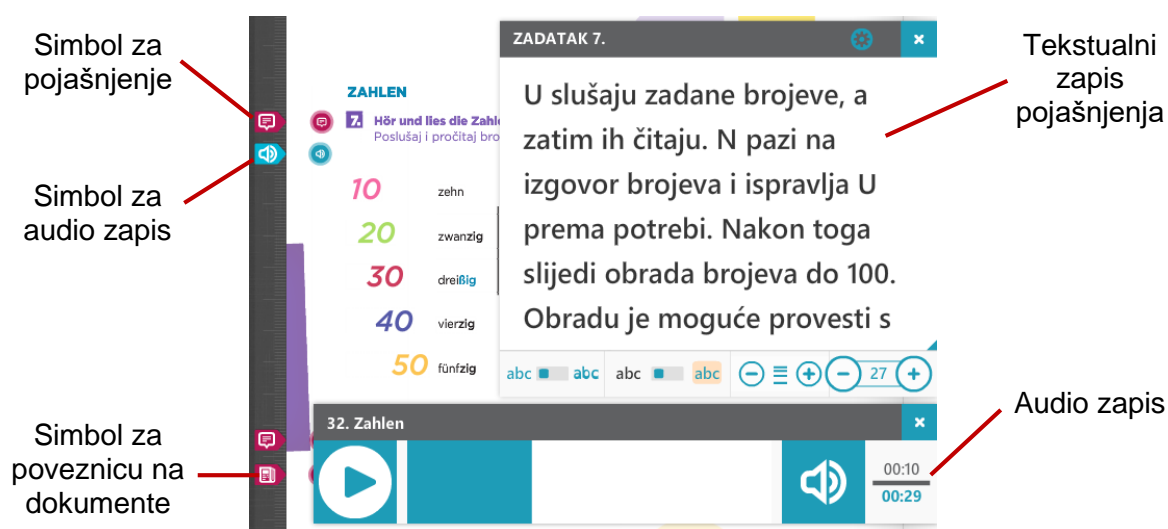 Simbol za
pojašnjenje
Simbol za
audio zapis
Simbol za
poveznicu na
dokumente
ZAHLEN
7. Hör und lies die Zahl
Poslušaj i pročitaj bro
10 zehn
20 zwanzig
30 dreißig
40 vierzig
50 fünfzig
ZADATAK 7.
U slušaju zadane brojeve, a
zatim ih čitaju. N pazi na
izgovor brojeva i ispravlja U
prema potrebi. Nakon toga
slijedi obrada brojeva do 100.
Obradu je moguće provesti s
abc abc abc abc 27
32. Zahlen
00:10
00:29
Tekstualni
zapis
pojašnjenja
Audio zapis